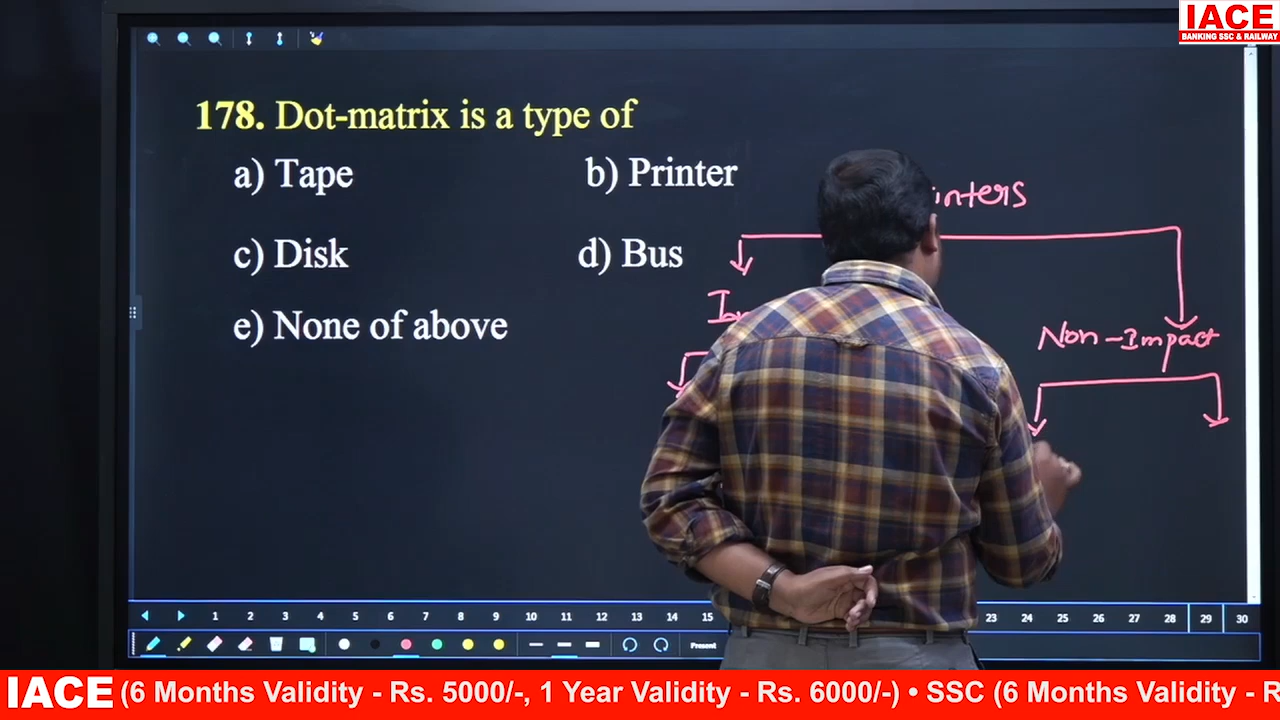 IACE
BANKING SSC & RAILWAY
178. Dot-matrix is a type of
a) Tape
b) Printer
c) Disk
d) Bus
e) None of above
Non-Impact
1 2 3 4 5 6 7 8 9 10 11 12 13 14 15 23 24 25 26 27 28 29 30
Present
IACE (6 Months Validity - Rs. 5000/-, 1 Year Validity - Rs. 6000/-) • SSC (6 Months Validity - R